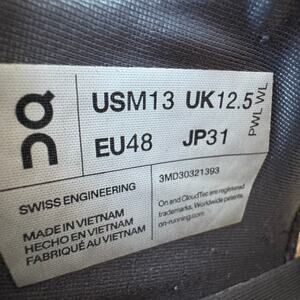 on
USM13 UK12.5
EU48 JP31
PWL WL
SWISS ENGINEERING
3MD30321393
MADE IN VIETNAM
HECHO EN VIETNAM
FABRIQUÉ AU VIETNAM
On and CloudTec are registered
trademarks. Worldwide patents.
on-running.com